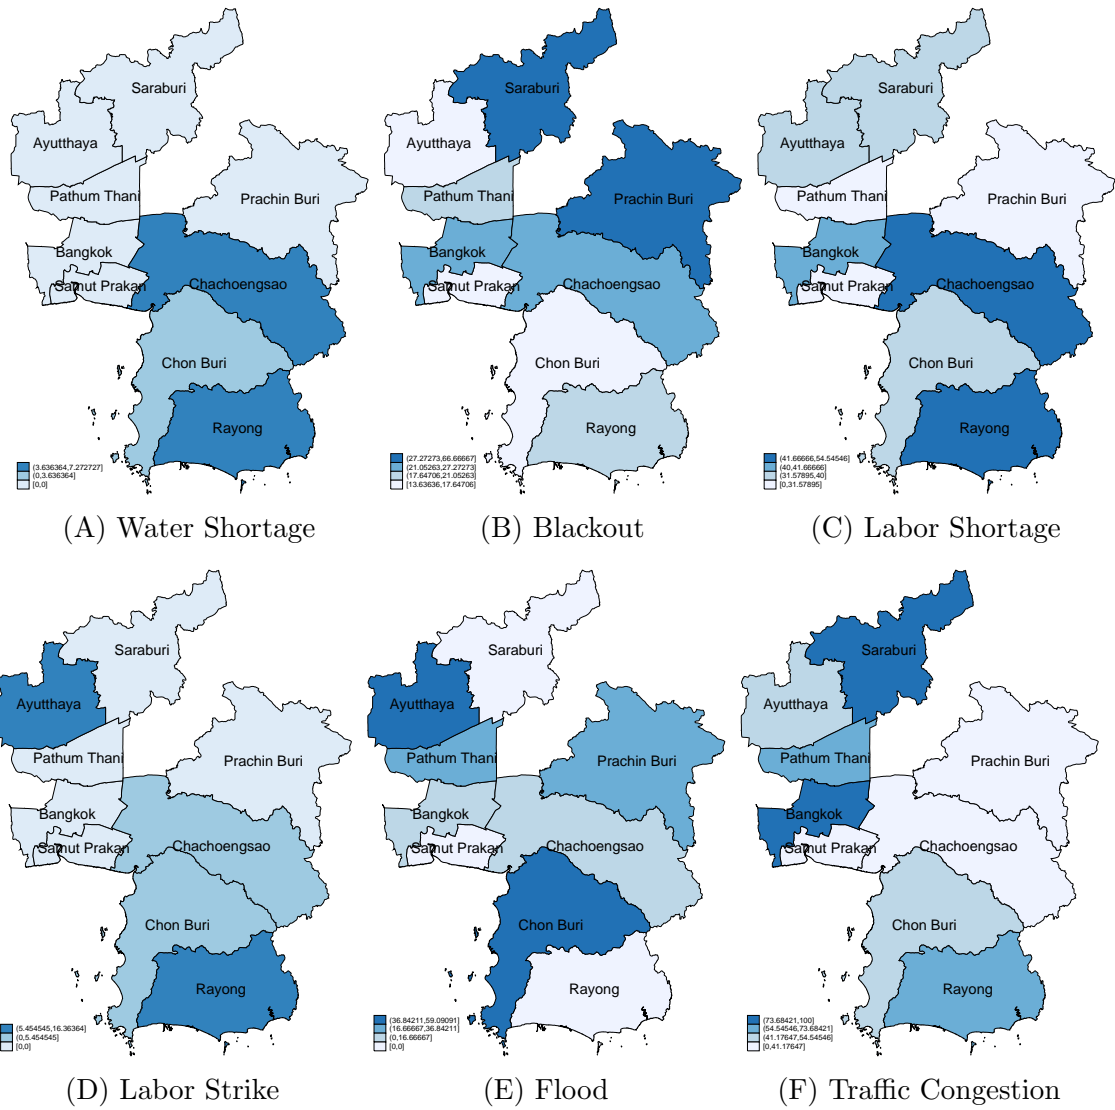 Saraburi
Ayutthaya
Pathum Thani
Prachin Buri
Bangkok
Samut Prakan
Chachoengsao
Chon Buri
Rayong
(3.636364,7.272727]
(0,3.636364]
[0,0]
(A) Water Shortage
Saraburi
Ayutthaya
Pathum Thani
Prachin Buri
Bangkok
Samut Prakan
Chachoengsao
Chon Buri
Rayong
(27.27273,66.66667]
(21.05263,27.27273]
(17.64706,21.05263]
[13.63636,17.64706]
(B) Blackout
Saraburi
Ayutthaya
Pathum Thani
Prachin Buri
Bangkok
Samut Prakan
Chachoengsao
Chon Buri
Rayong
(41.66666,54.54546]
(40,41.66666]
(31.57895,40]
[0,31.57895]
(C) Labor Shortage
Saraburi
Ayutthaya
Pathum Thani
Prachin Buri
Bangkok
Samut Prakan
Chachoengsao
Chon Buri
Rayong
(5.454545,16.36364]
(0,5.454545]
[0,0]
(D) Labor Strike
Saraburi
Ayutthaya
Pathum Thani
Prachin Buri
Bangkok
Samut Prakan
Chachoengsao
Chon Buri
Rayong
(36.84211,59.09091]
(16.66667,36.84211]
(0,16.66667]
[0,0]
(E) Flood
Saraburi
Ayutthaya
Pathum Thani
Prachin Buri
Bangkok
Samut Prakan
Chachoengsao
Chon Buri
Rayong
(73.68421,100]
(54.54546,73.68421]
(41.17647,54.54546]
[0,41.17647]
(F) Traffic Congestion